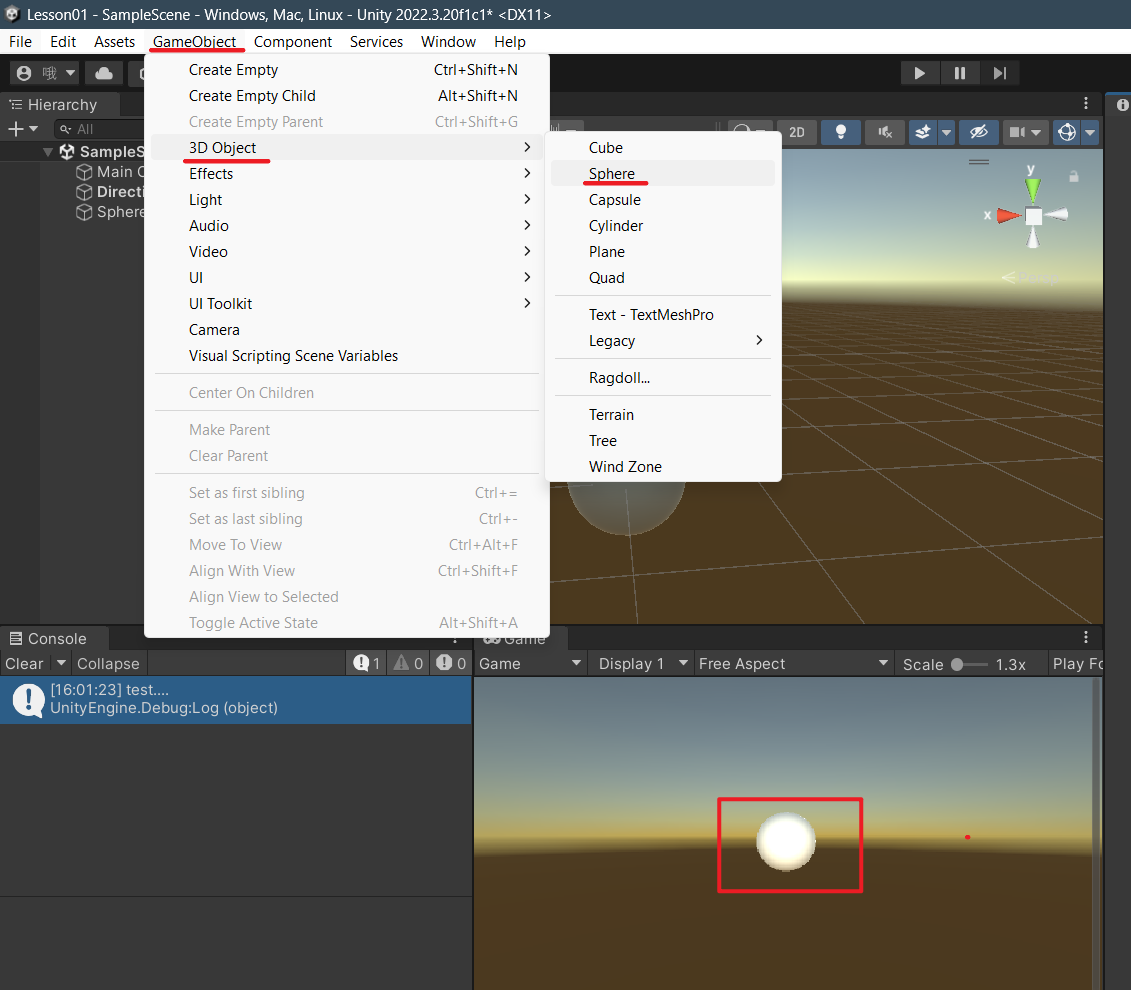 Lesson01 - SampleScene - Windows, Mac, Linux - Unity 2022.3.20f1c1* <DX11>
File Edit Assets GameObject Component Services Window Help
哦
Hierarchy
All
SampleS
Main C
Directi
Sphere
Create Empty Ctrl+Shift+N
Create Empty Child Alt+Shift+N
Create Empty Parent Ctrl+Shift+G
3D Object
Effects
Light
Audio
Video
UI
UI Toolkit
Camera
Visual Scripting Scene Variables
Center On Children
Make Parent
Clear Parent
Set as first sibling Ctrl+=
Set as last sibling Ctrl+-
Move To View Ctrl+Alt+F
Align With View Ctrl+Shift+F
Align View to Selected
Toggle Active State Alt+Shift+A
Cube
Sphere
Capsule
Cylinder
Plane
Quad
Text - TextMeshPro
Legacy
Ragdoll...
Terrain
Tree
Wind Zone
2D
y
x
Console
Clear Collapse 1 0 0
[16:01:23] test....
UnityEngine.Debug:Log (object)
Game
Game Display 1 Free Aspect Scale 1.3x Play Fo